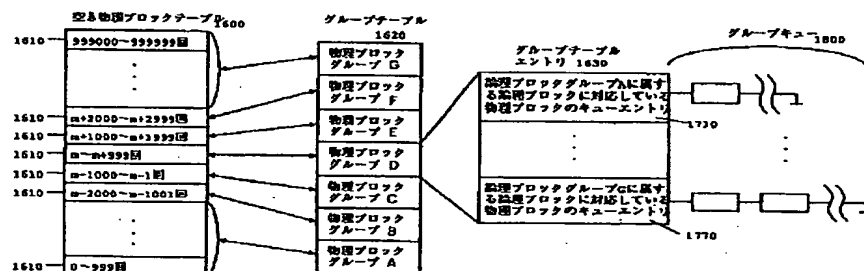 空き物理ブロックテーブル
1600
1610
999000~999999回
1610
m+2000~m+2999回
1610
m+1000~m+1999回
1610
m~m+999回
1610
m-1000~m-1回
1610
m-2000~m-1001回
1610
0~999回
グループテーブル
1620
物理ブロック
グループ G
物理ブロック
グループ F
物理ブロック
グループ E
物理ブロック
グループ D
物理ブロック
グループ C
物理ブロック
グループ B
物理ブロック
グループ A
グループテーブル
エントリ 1630
論理ブロックグループAに属す
る論理ブロックに対応している
物理ブロックのキューエントリ
1710
論理ブロックグループGに属す
る論理ブロックに対応している
物理ブロックのキューエントリ
1770
グループキュー
1800